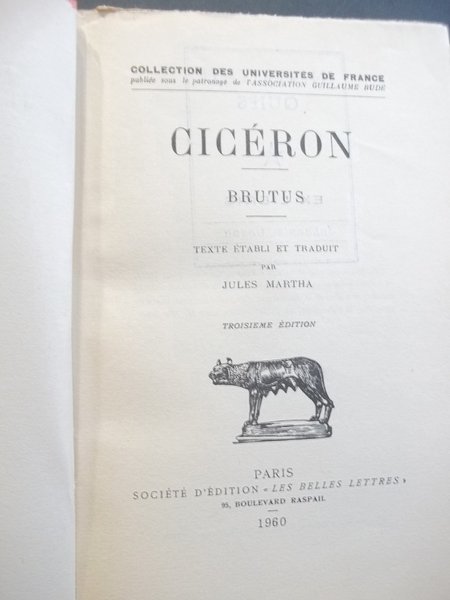 COLLECTION DES UNIVERSITÉS DE FRANCE
publiée sous le patronage de l'ASSOCIATION GUILLAUME BUDÉ
CICÉRON
BRUTUS
TEXTE ÉTABLI ET TRADUIT
PAR
JULES MARTHA
TROISIEME ÉDITION
PARIS
SOCIÉTÉ D'ÉDITION « LES BELLES LETTRES »
95, BOULEVARD RASPAIL
1960